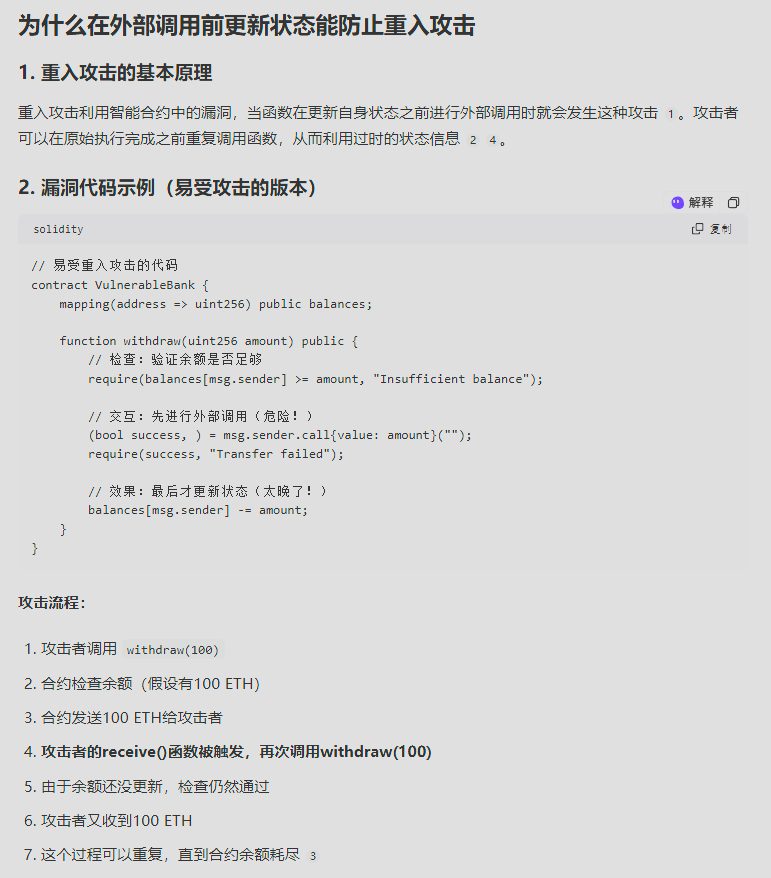 为什么在外部调用前更新状态能防止重入攻击
1. 重入攻击的基本原理
重入攻击利用智能合约中的漏洞，当函数在更新自身状态之前进行外部调用时就会发生这种攻击 1 。攻击者
可以在原始执行完成之前重复调用函数，从而利用过时的状态信息 2 4 。
2. 漏洞代码示例（易受攻击的版本）
解释
solidity
复制
// 易受重入攻击的代码
contract VulnerableBank {
    mapping(address => uint256) public balances;
    function withdraw(uint256 amount) public {
        // 检查：验证余额是否足够
        require(balances[msg.sender] >= amount, "Insufficient balance");
        // 交互：先进行外部调用（危险！）
        (bool success, ) = msg.sender.call{value: amount}("");
        require(success, "Transfer failed");
        // 效果：最后才更新状态（太晚了！）
        balances[msg.sender] -= amount;
    }
}
攻击流程：
1. 攻击者调用 withdraw(100)
2. 合约检查余额（假设有100 ETH）
3. 合约发送100 ETH给攻击者
4. 攻击者的receive()函数被触发，再次调用withdraw(100)
5. 由于余额还没更新，检查仍然通过
6. 攻击者又收到100 ETH
7. 这个过程可以重复，直到合约余额耗尽 3